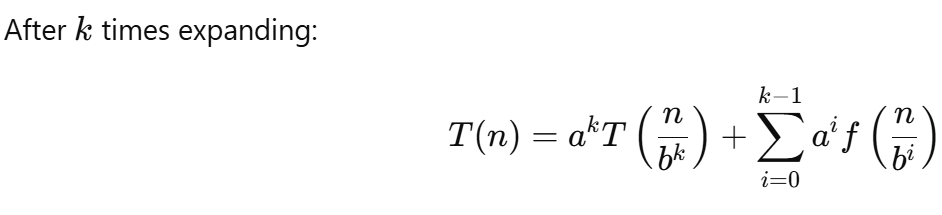 After k times expanding:
T(n) = a^k T(n/b^k) + ∑_{i=0}^{k−1} a^i f(n/b^i)